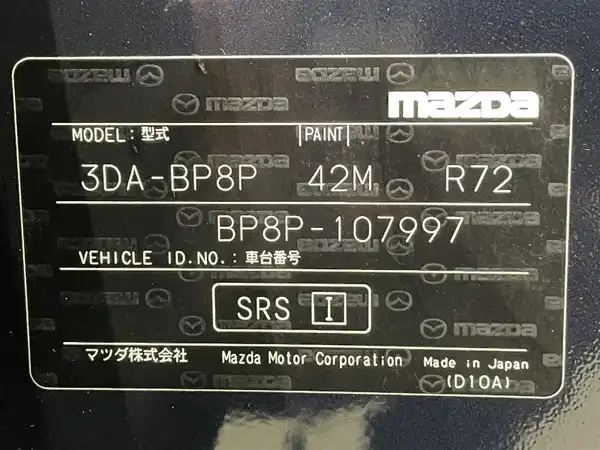 mazda
MODEL: 型式 PAINT
3DA-BP8P 42M R72
BP8P-107997
VEHICLE ID.NO.: 車台番号
SRS I
マツダ株式会社 Mazda Motor Corporation Made in Japan
(D10A)